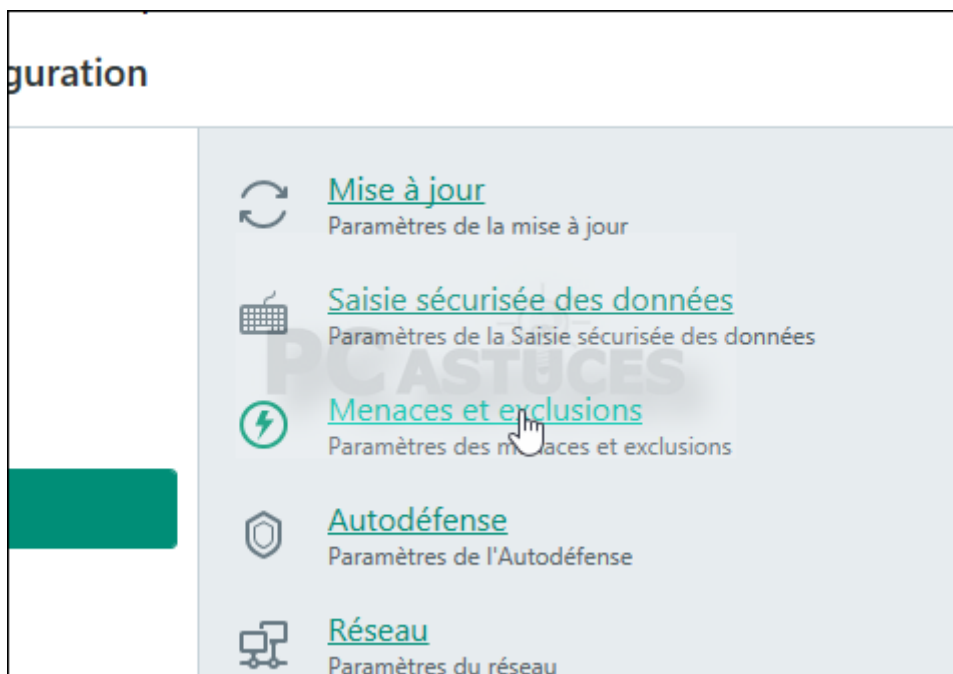 guration
Mise à jour
Paramètres de la mise à jour
Saisie sécurisée des données
Paramètres de la Saisie sécurisée des données
PC ASTUCES
Menaces et exclusions
Paramètres des menaces et exclusions
Autodéfense
Paramètres de l'Autodéfense
Réseau
Paramètres du réseau